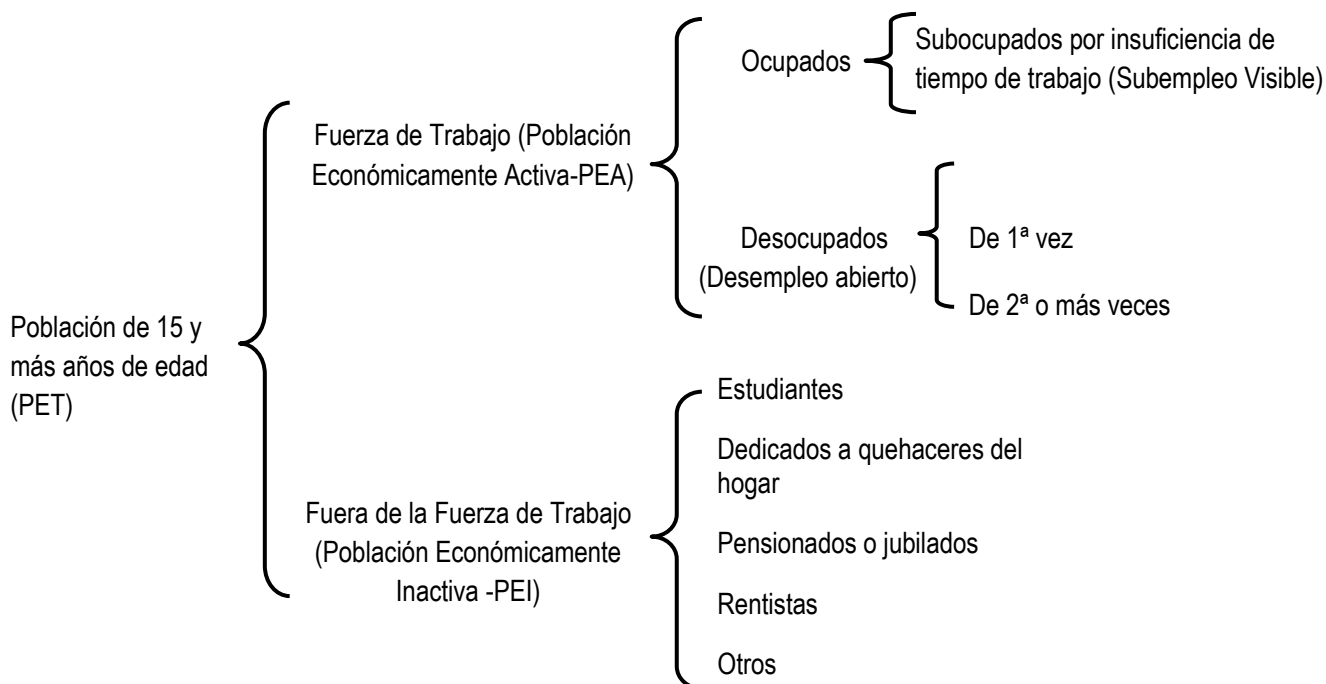 Población de 15 y
más años de edad
(PET)
Fuerza de Trabajo (Población
Económicamente Activa-PEA)
Ocupados
Subocupados por insuficiencia de
tiempo de trabajo (Subempleo Visible)
Desocupados
(Desempleo abierto)
De 1ª vez
De 2ª o más veces
Fuera de la Fuerza de Trabajo
(Población Económicamente
Inactiva -PEI)
Estudiantes
Dedicados a quehaceres del
hogar
Pensionados o jubilados
Rentistas
Otros